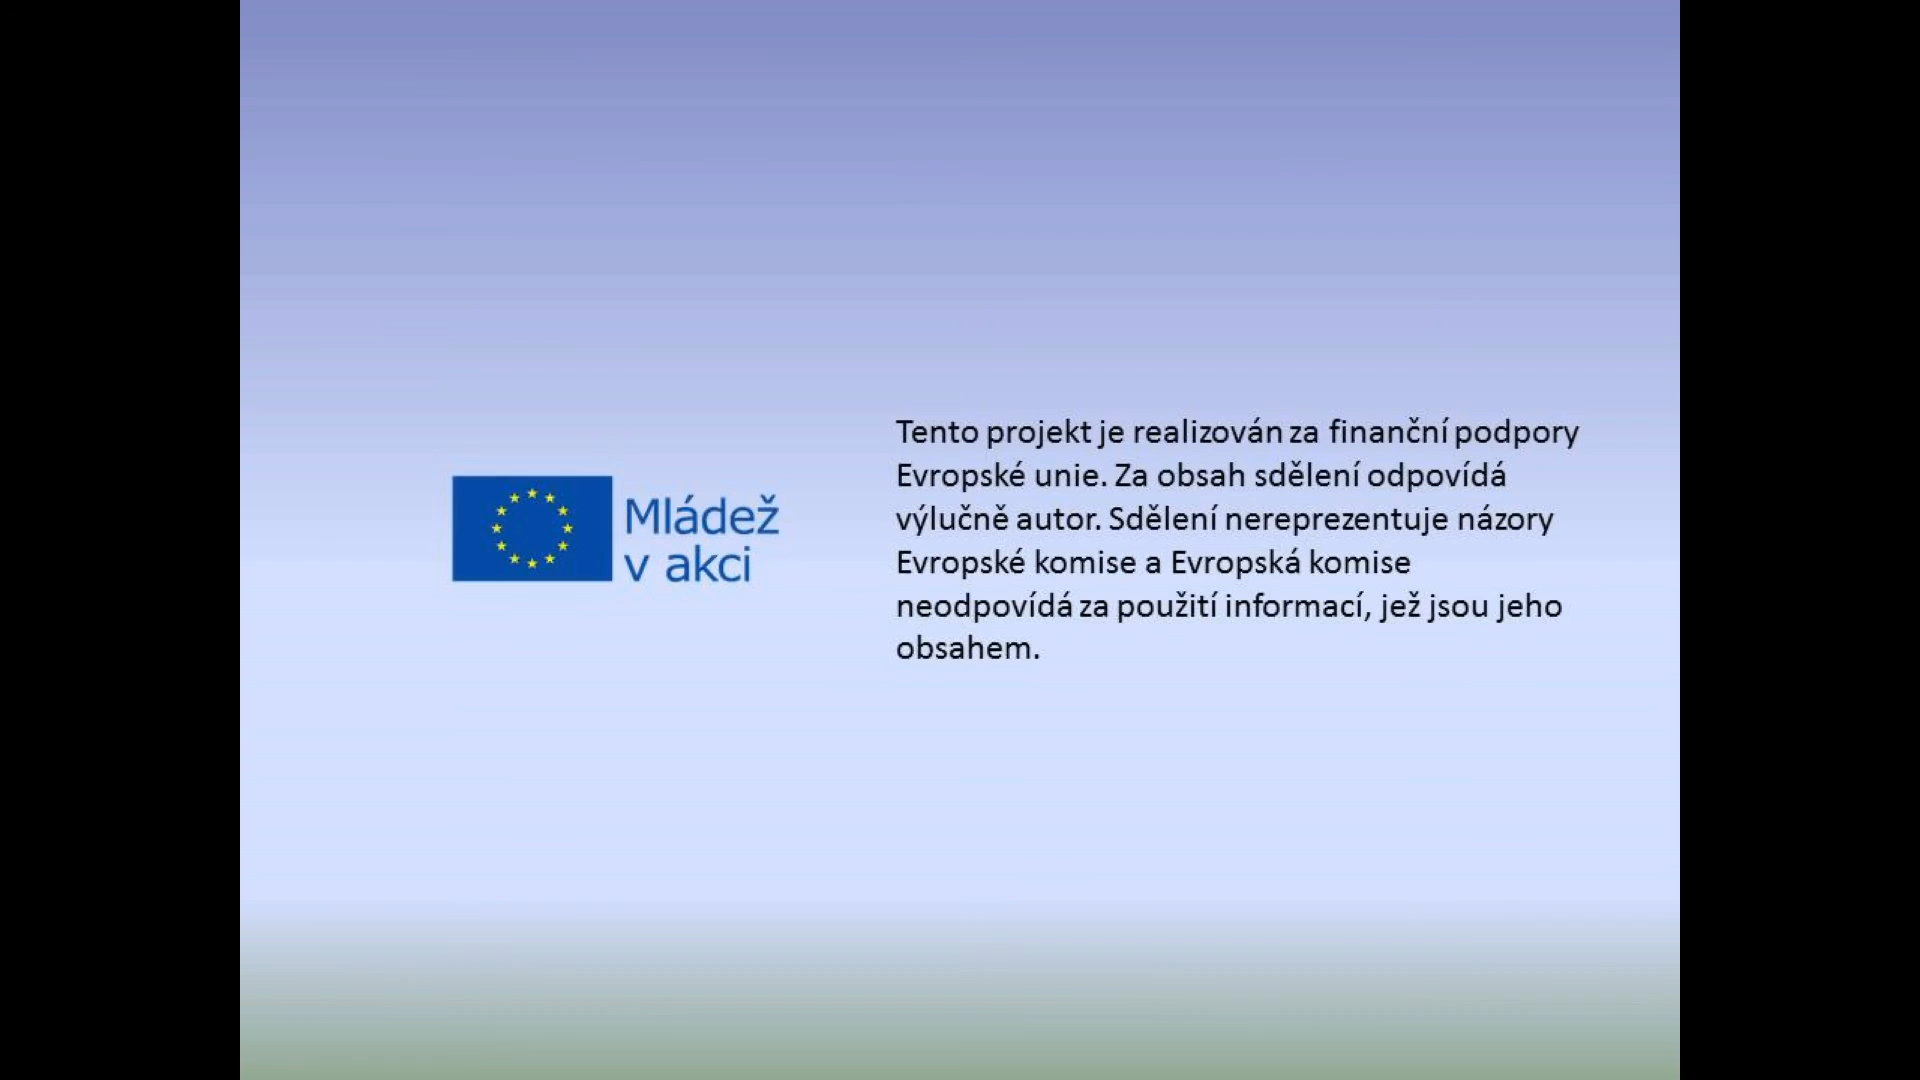 Mládež
v akci
Tento projekt je realizován za finanční podpory
Evropské unie. Za obsah sdělení odpovídá
výlučně autor. Sdělení nereprezentuje názory
Evropské komise a Evropská komise
neodpovídá za použití informací, jež jsou jeho
obsahem.